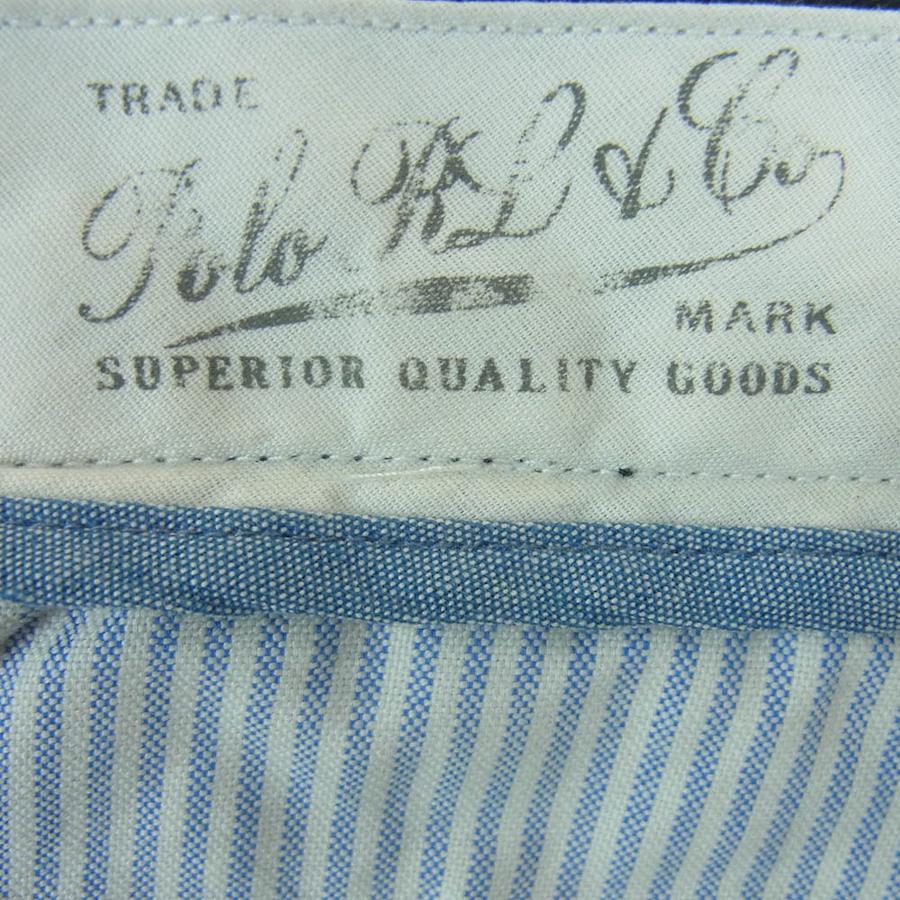 TRADE
Polo RL & Co.
MARK
SUPERIOR QUALITY GOODS